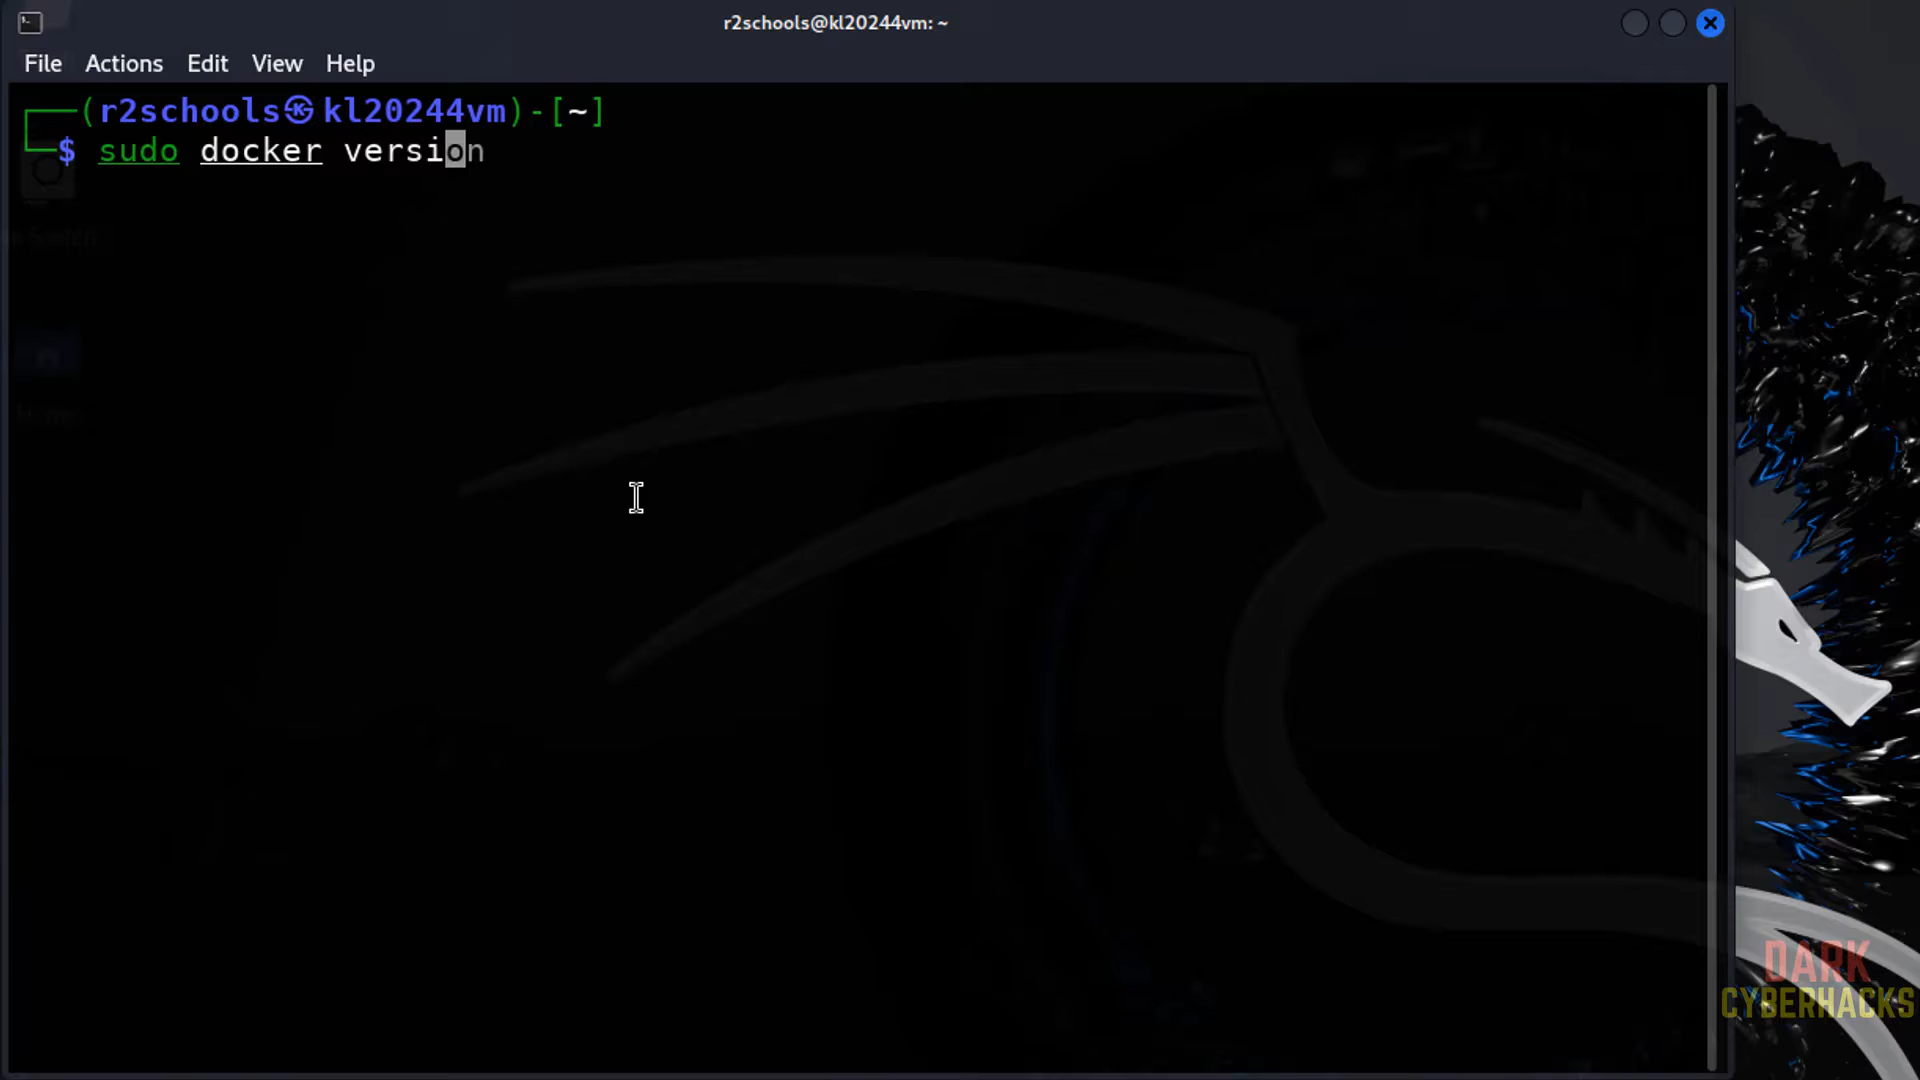 r2schools@kl20244vm: ~
File Actions Edit View Help
┌──(r2schools㉿kl20244vm)-[~]
└─$ sudo docker version
DARK
CYBERHACKS